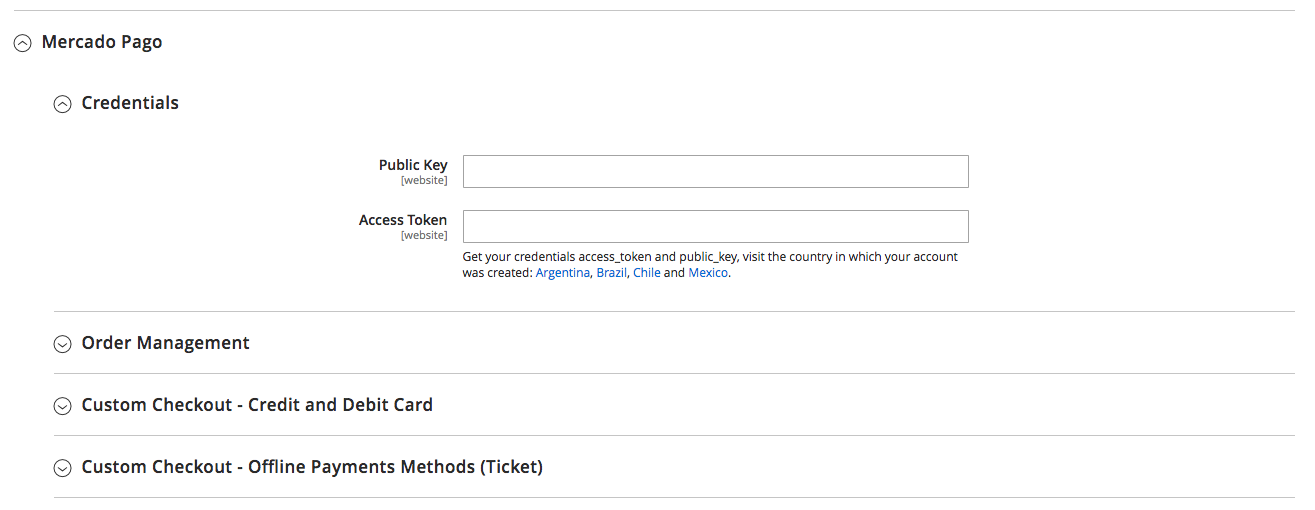 Mercado Pago
Credentials
Public Key
[website]
Access Token
[website]
Get your credentials access_token and public_key, visit the country in which your account
was created: Argentina, Brazil, Chile and Mexico.
Order Management
Custom Checkout - Credit and Debit Card
Custom Checkout - Offline Payments Methods (Ticket)